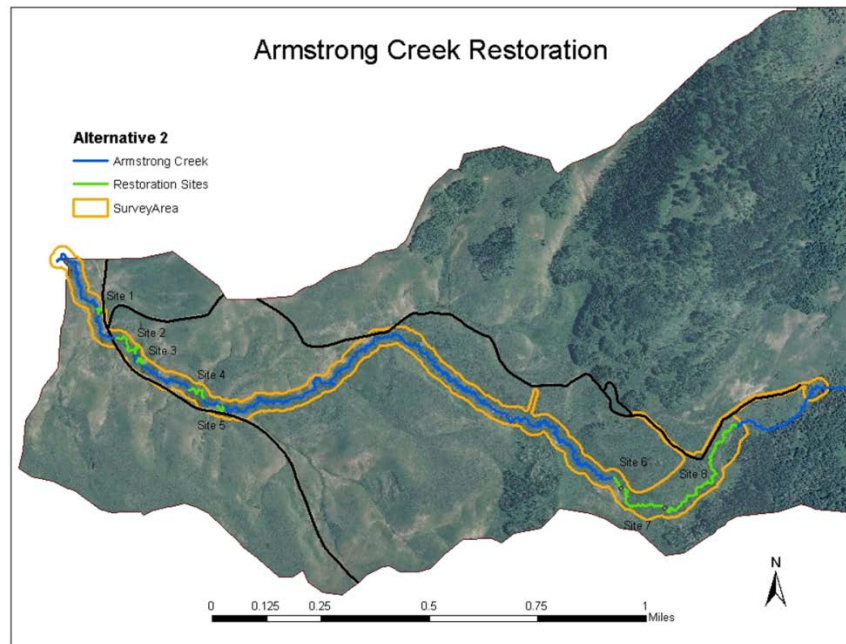 Armstrong Creek Restoration
Alternative 2
Armstrong Creek
Restoration Sites
SurveyArea
Site 1
Site 2
Site 3
Site 4
Site 5
Site 6
Site 8
Site 7
N
0 0.125 0.25 0.5 0.75 1
Miles